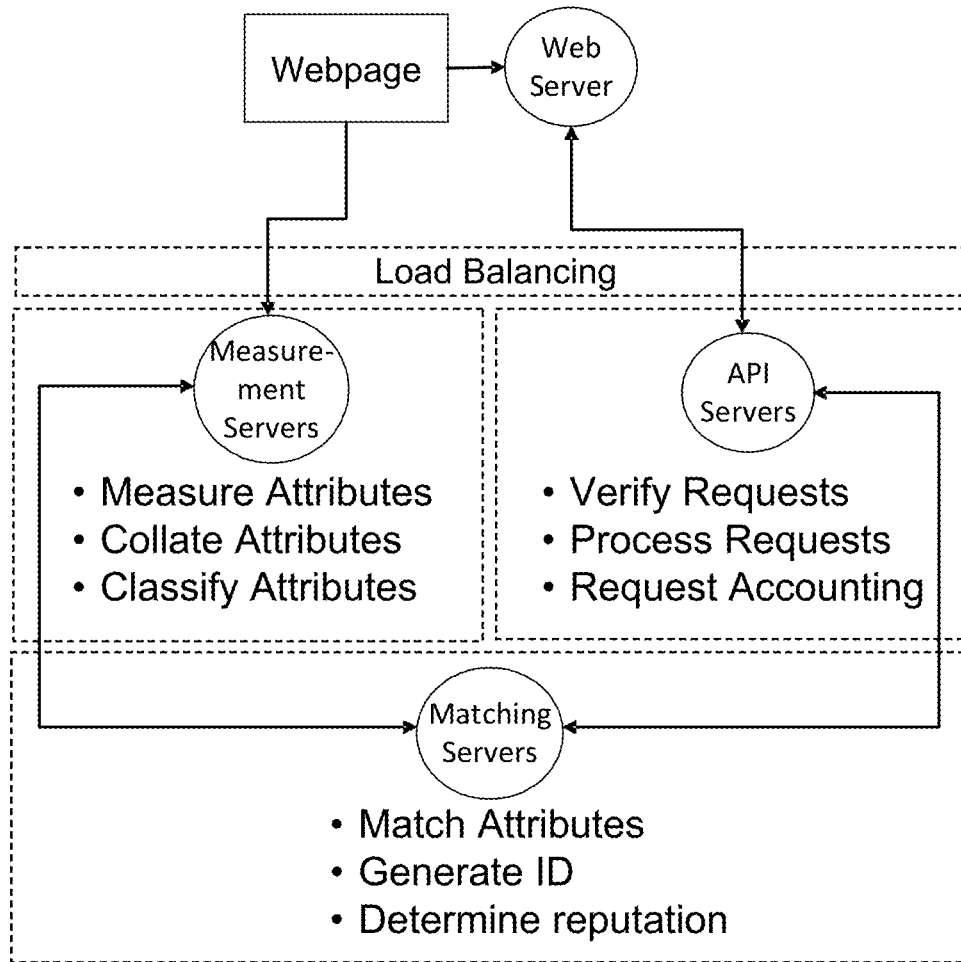 Webpage
Web
Server
Load Balancing
Measure-
ment
Servers
• Measure Attributes
• Collate Attributes
• Classify Attributes
API
Servers
• Verify Requests
• Process Requests
• Request Accounting
Matching
Servers
• Match Attributes
• Generate ID
• Determine reputation